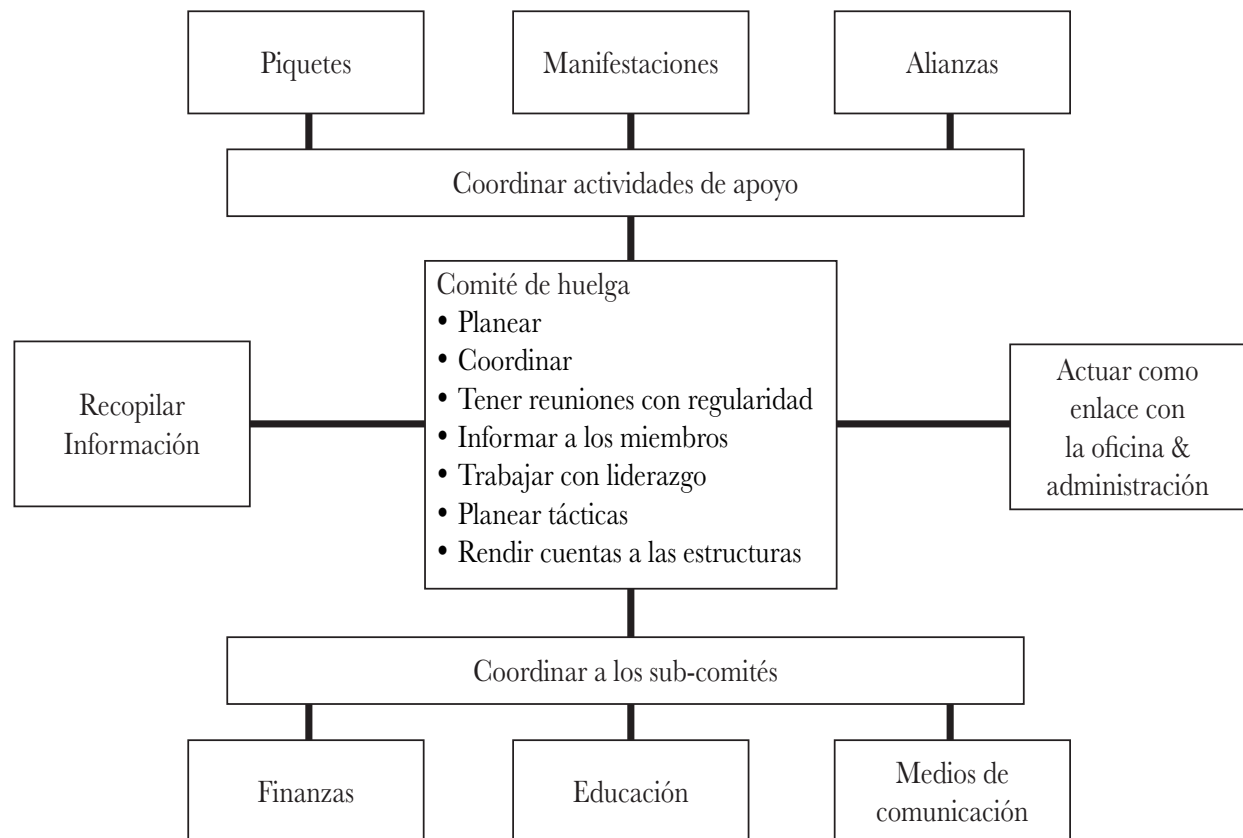 Piquetes
Manifestaciones
Alianzas
Coordinar actividades de apoyo
Comité de huelga
• Planear
• Coordinar
• Tener reuniones con regularidad
• Informar a los miembros
• Trabajar con liderazgo
• Planear tácticas
• Rendir cuentas a las estructuras
Recopilar
Información
Actuar como
enlace con
la oficina &
administración
Coordinar a los sub-comités
Finanzas
Educación
Medios de
comunicación